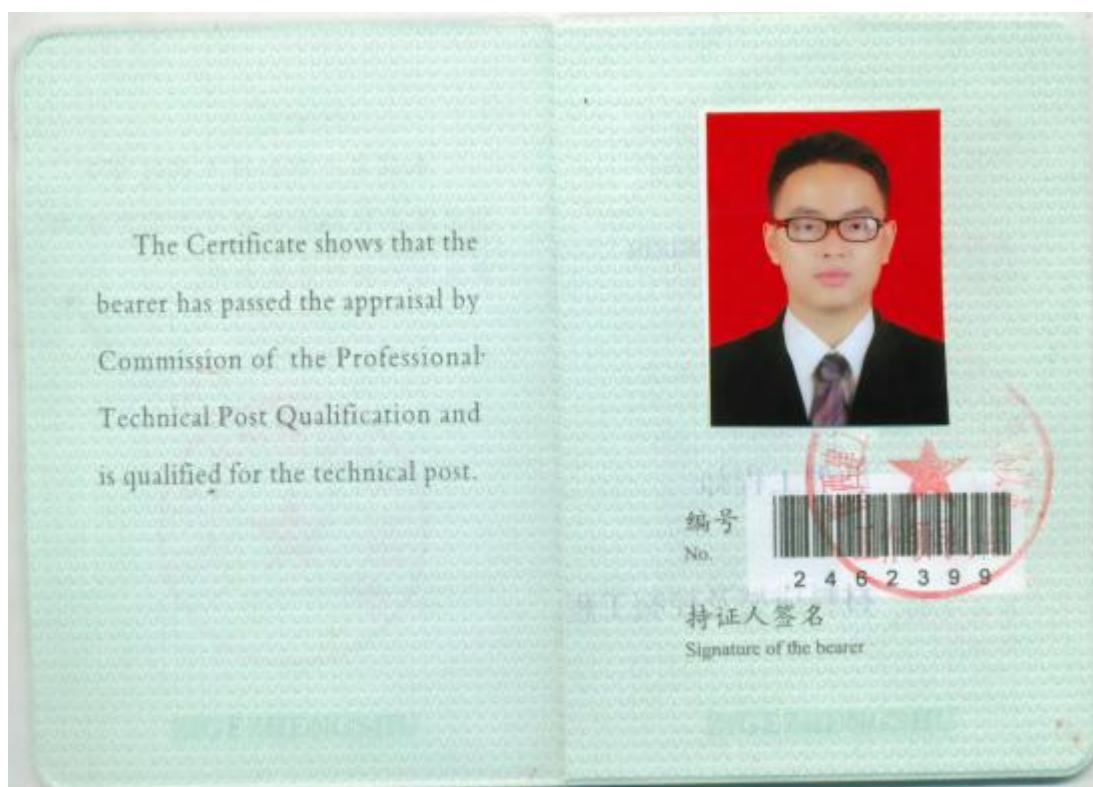 The Certificate shows that the
bearer has passed the appraisal by
Commission of the Professional
Technical Post Qualification and
is qualified for the technical post.
编号
No.
2462399
持证人签名
Signature of the bearer